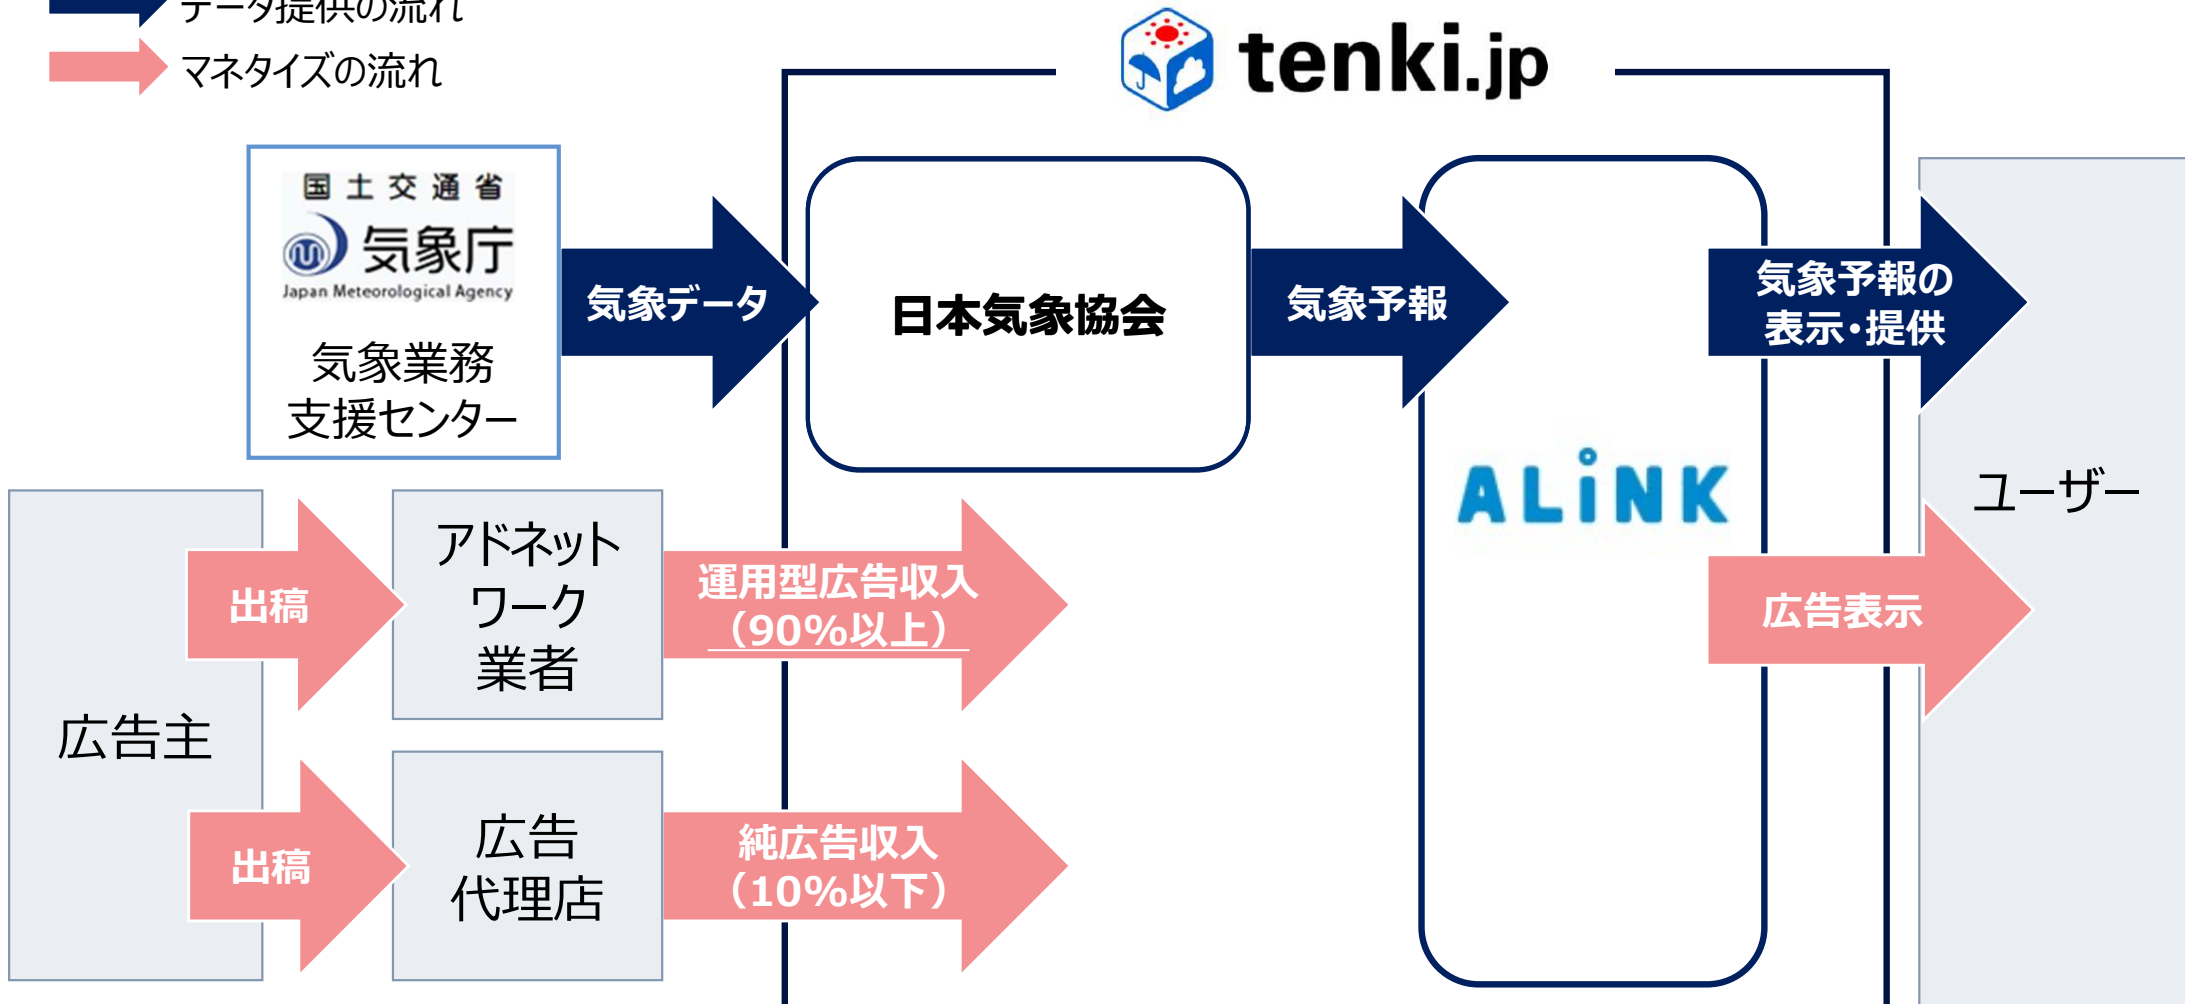 データ提供の流れ
マネタイズの流れ
tenki.jp
国土交通省
気象庁
Japan Meteorological Agency
気象業務
支援センター
気象データ
日本気象協会
気象予報
気象予報の
表示・提供
ALiNK
ユーザー
広告主
出稿
アドネット
ワーク
業者
運用型広告収入
（90%以上）
広告表示
出稿
広告
代理店
純広告収入
（10%以下）